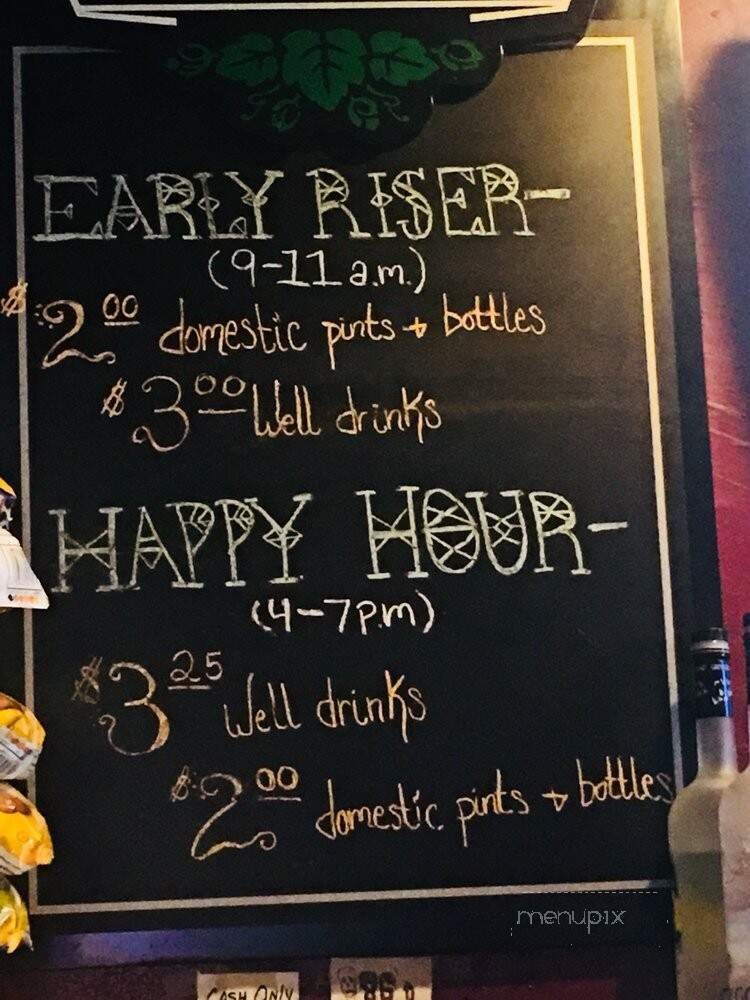 EARLY RISER-
(9-11 a.m.)
$2.00 domestic pints + bottles
$3.00 Well drinks
HAPPY HOUR-
(4-7p.m)
$3.25 Well drinks
$2.00 domestic pints + bottles
menupix
CASH ONLY
86